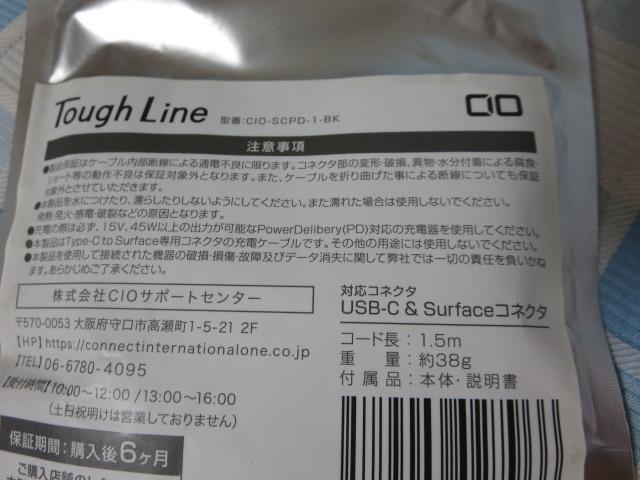 Tough Line 型番:CIO-SCPD-1-BK
CIO
注意事項
●製品保証はケーブル内部断線による通電不良に限ります。コネクタ部の変形・破損、異物・水分付着による腐食・
ショート等の動作不良は保証対象外となります。また、ケーブルを折り曲げた事による断線についても保証
対象外とさせていただきます。
●本製品を水につけたり、濡らしたりしないようにしてください。また濡れた場合は使用しないでください。
発熱・発火・感電・破裂などの原因となります。
●充電の際は必ず、15V、45W以上の出力が可能なPowerDelibery(PD)対応の充電器を使用してください。
●本製品はType-C to Surface専用コネクタの充電ケーブルです。その他の用途には使用しないでください。
●本製品を使用して接続された機器の破損・損傷・故障及びデータ消失に関して弊社では一切の責任を負いかね
ます。あらかじめご了承ください。
株式会社CIOサポートセンター
〒570-0053 大阪府守口市高瀬町1-5-21 2F
【HP】https://connectinternationalone.co.jp
【TEL】06-6780-4095
【受付時間】10:00～12:00 /13:00～16:00
(土日祝明けは営業しておりません)
保証期間:購入後6ヶ月
対応コネクタ
USB-C & Surfaceコネクタ
コード長:1.5m
重 量:約38g
付属品:本体・説明書